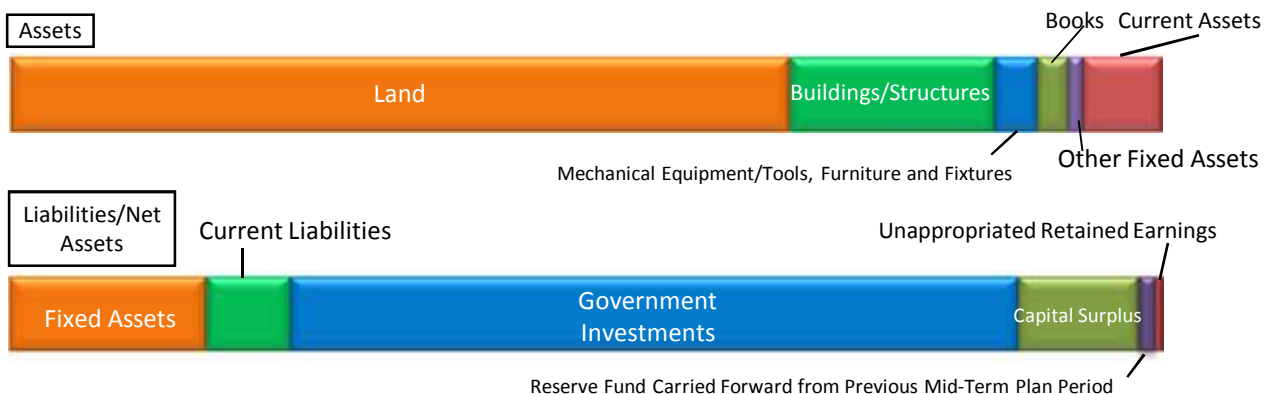 Assets
Books Current Assets
Land
Buildings/Structures
Mechanical Equipment/Tools, Furniture and Fixtures
Other Fixed Assets
Liabilities/Net
Assets
Current Liabilities
Unappropriated Retained Earnings
Fixed Assets
Government
Investments
Capital Surplus
Reserve Fund Carried Forward from Previous Mid-Term Plan Period